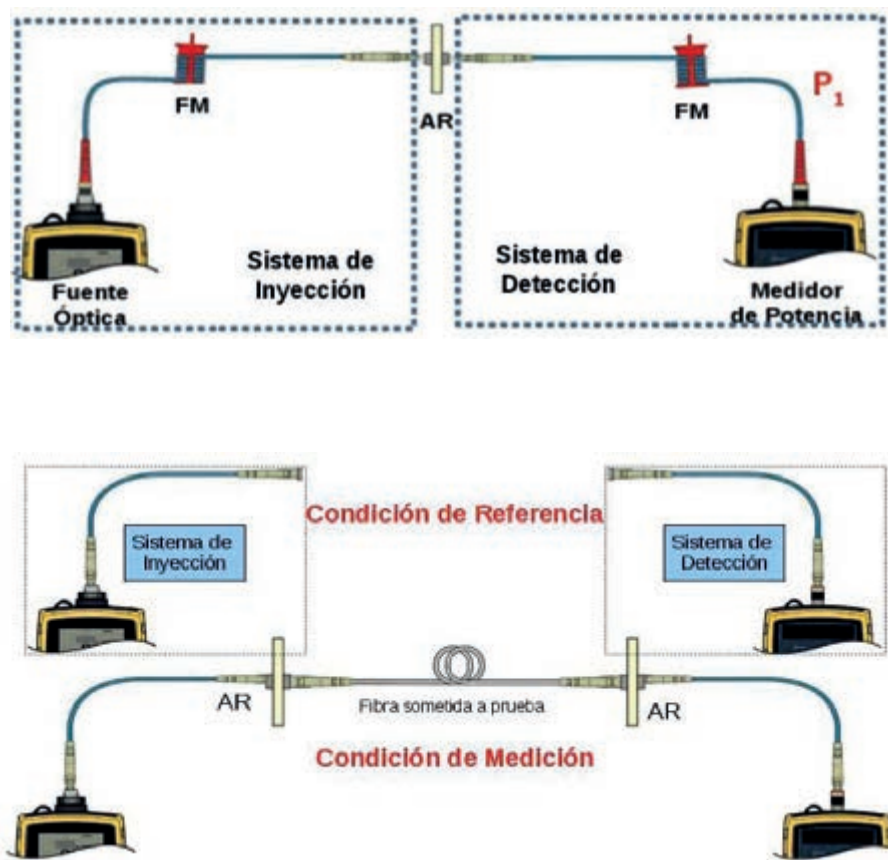 FM
AR
FM
P1
Sistema de
Inyección
Sistema de
Detección
Fuente
Óptica
Medidor
de Potencia
Condición de Referencia
Sistema de
Inyección
Sistema de
Detección
AR
Fibra sometida a prueba
AR
Condición de Medición